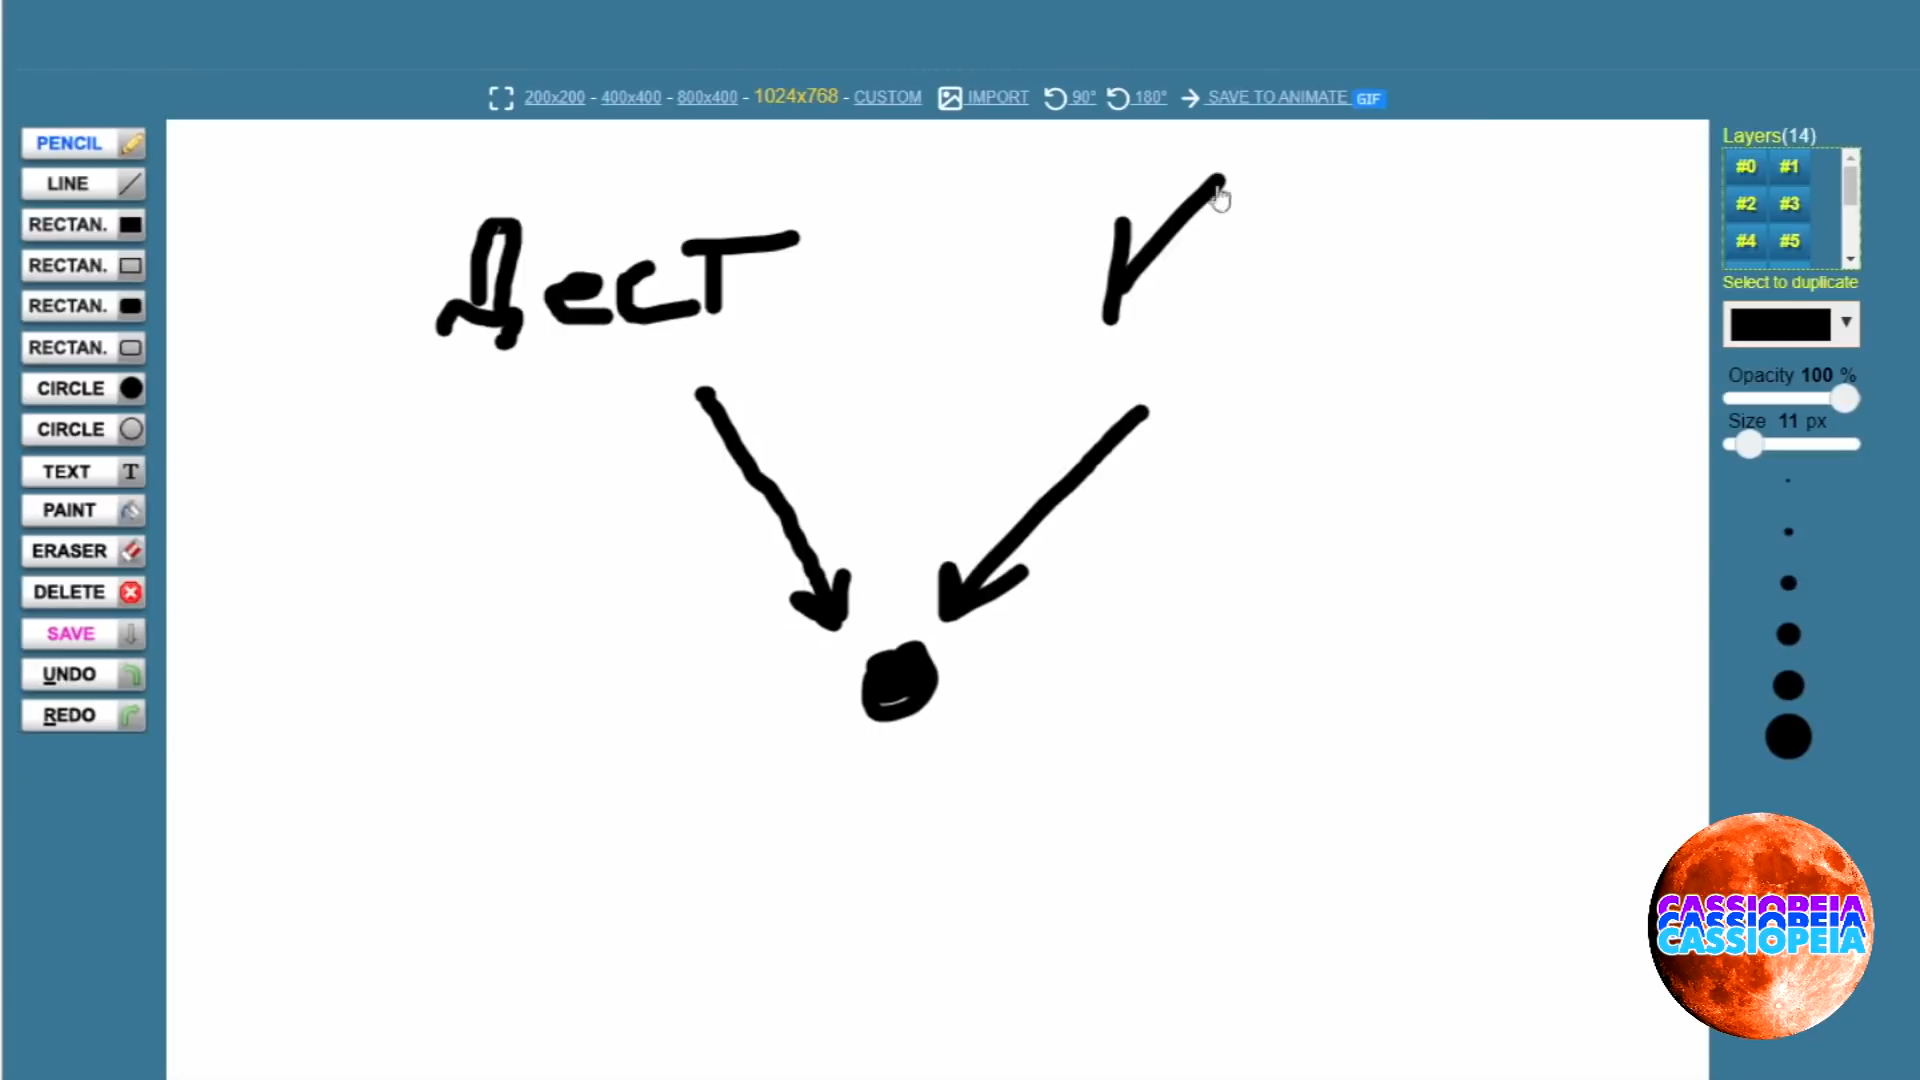 200x200 - 400x400 - 800x400 - 1024x768 - CUSTOM IMPORT 90° 180° SAVE TO ANIMATE GIF
PENCIL
LINE
RECTAN.
RECTAN.
RECTAN.
RECTAN.
CIRCLE
CIRCLE
TEXT T
PAINT
ERASER
DELETE
SAVE
UNDO
REDO
Дест
Layers(14)
#0 #1
#2 #3
#4 #5
Select to duplicate
Opacity 100 %
Size 11 px
CASSIOPEIA
CASSIOPEIA
CASSIOPEIA